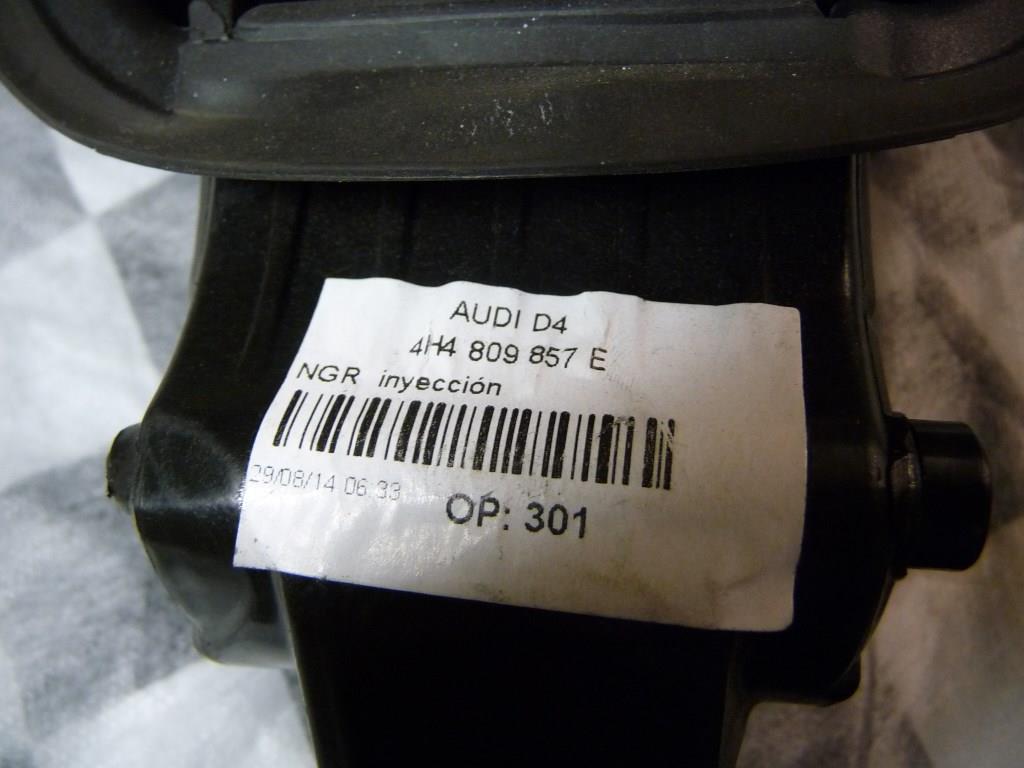 AUDI D4
4H4 809 857 E
NGR inyección
29/08/14 06 33
OP: 301